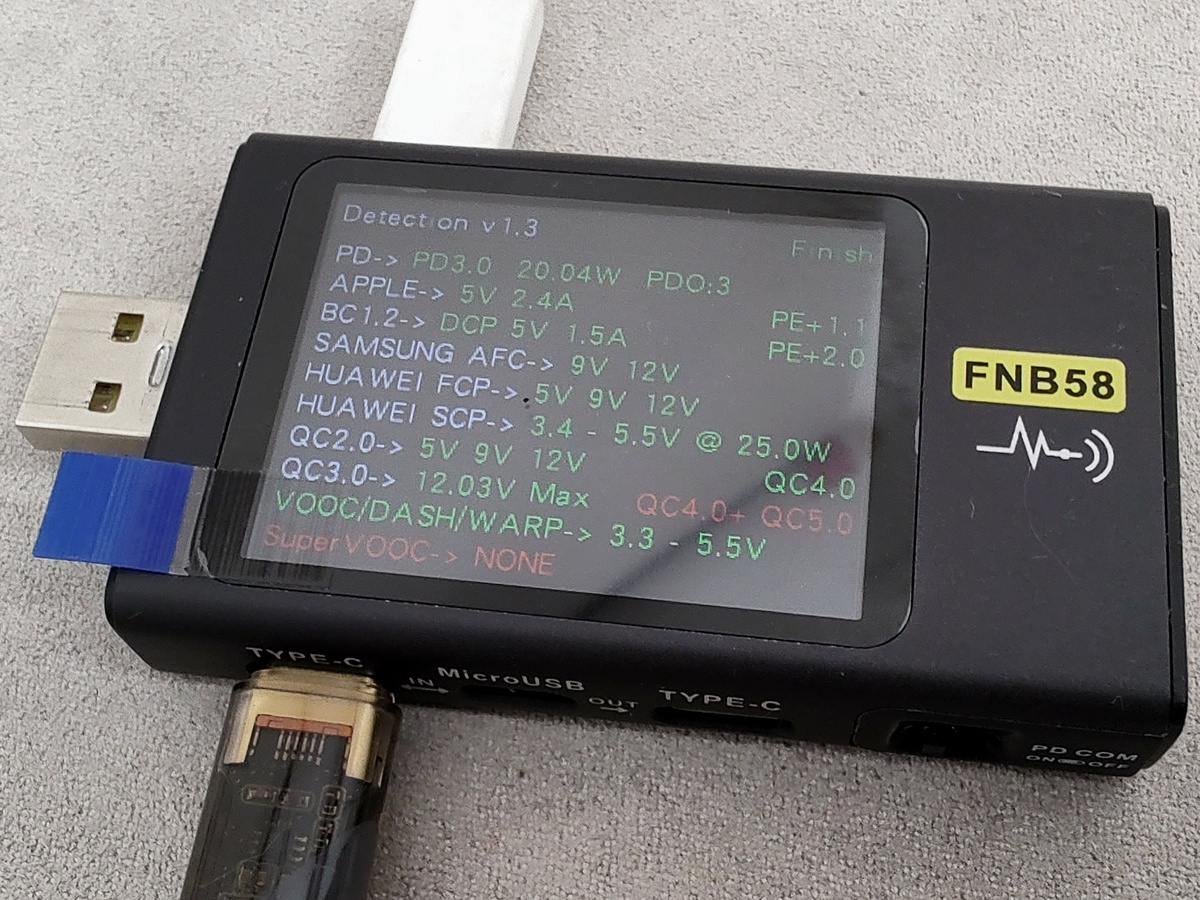 Detection v1.3
Finish
PD-> PD3.0 20.04W PDO:3
APPLE-> 5V 2.4A
PE+1.1
BC1.2-> DCP 5V 1.5A
PE+2.0
SAMSUNG AFC-> 9V 12V
HUAWEI FCP-> 5V 9V 12V
HUAWEI SCP-> 3.4 - 5.5V @ 25.0W
QC2.0-> 5V 9V 12V
QC4.0
QC3.0-> 12.03V Max
QC4.0+ QC5.0
VOOC/DASH/WARP-> 3.3 - 5.5V
SuperVOOC-> NONE
FNB58
TYPE-C
IN
MicroUSB
OUT
TYPE-C
PD COM
ON OFF